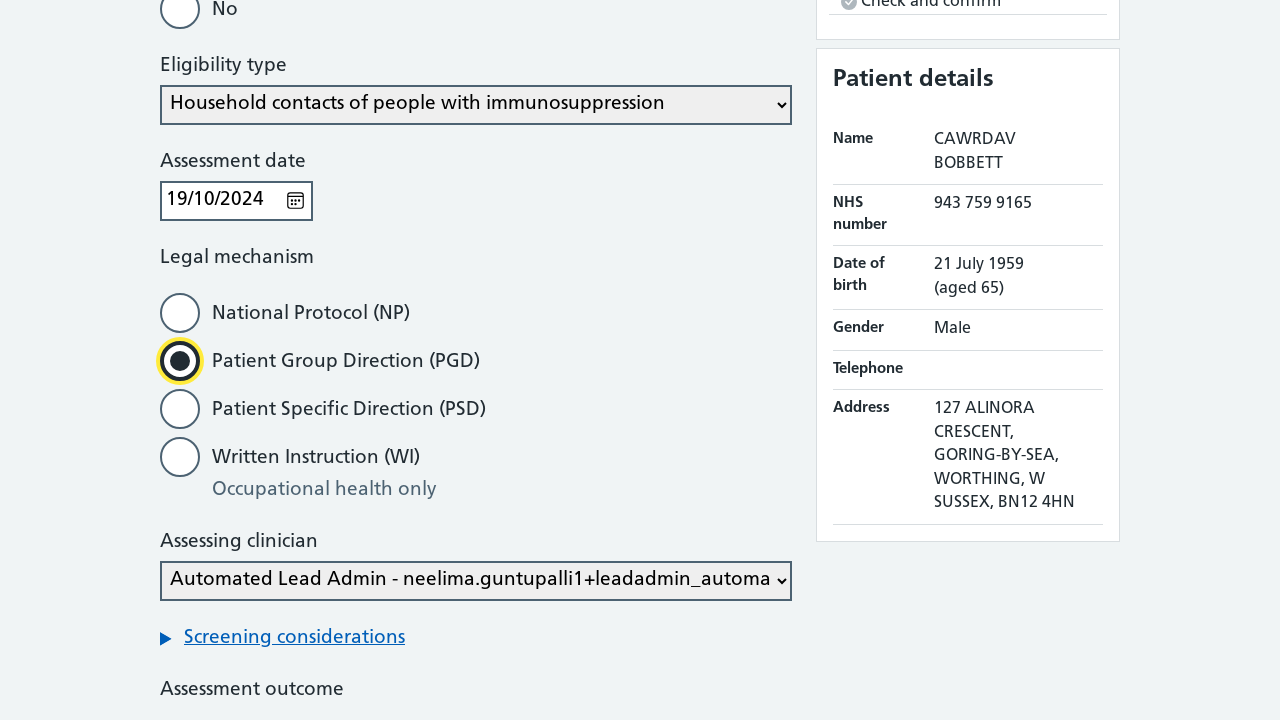 No
Eligibility type
Household contacts of people with immunosuppression
Assessment date
19/10/2024
Legal mechanism
National Protocol (NP)
Patient Group Direction (PGD)
Patient Specific Direction (PSD)
Written Instruction (WI)
Occupational health only
Assessing clinician
Automated Lead Admin - neelima.guntupalli1+leadadmin_automa
Screening considerations
Assessment outcome
Check and confirm
Patient details
Name CAWRDAV
BOBBETT
NHS number 943 759 9165
Date of birth 21 July 1959
(aged 65)
Gender Male
Telephone
Address 127 ALINORA
CRESCENT,
GORING-BY-SEA,
WORTHING, W
SUSSEX, BN12 4HN